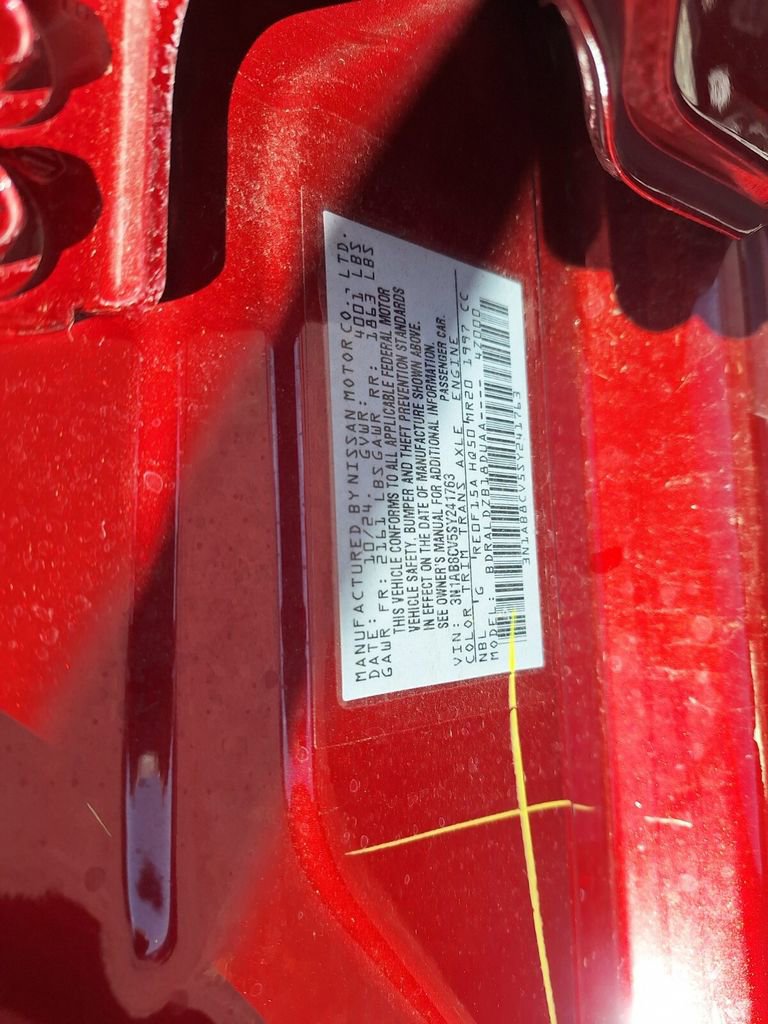 MANUFACTURED BY NISSAN MOTOR CO., LTD.
DATE: 10/24 GVWR: 4001 LBS
GAWR FR: 2161 LBS GAWR RR: 1863 LBS
THIS VEHICLE CONFORMS TO ALL APPLICABLE FEDERAL MOTOR
VEHICLE SAFETY, BUMPER AND THEFT PREVENTION STANDARDS
IN EFFECT ON THE DATE OF MANUFACTURE SHOWN ABOVE.
SEE OWNER'S MANUAL FOR ADDITIONAL INFORMATION.
PASSENGER CAR
VIN: 3N1AB8CV5SY241763
COLOR TRIM TRANS AXLE ENGINE
NBL G RE0F15A HQ50 MR20 1997 CC
MODEL: BDRALDZB18DUAA---- 47000
3N1AB8CV5SY241763